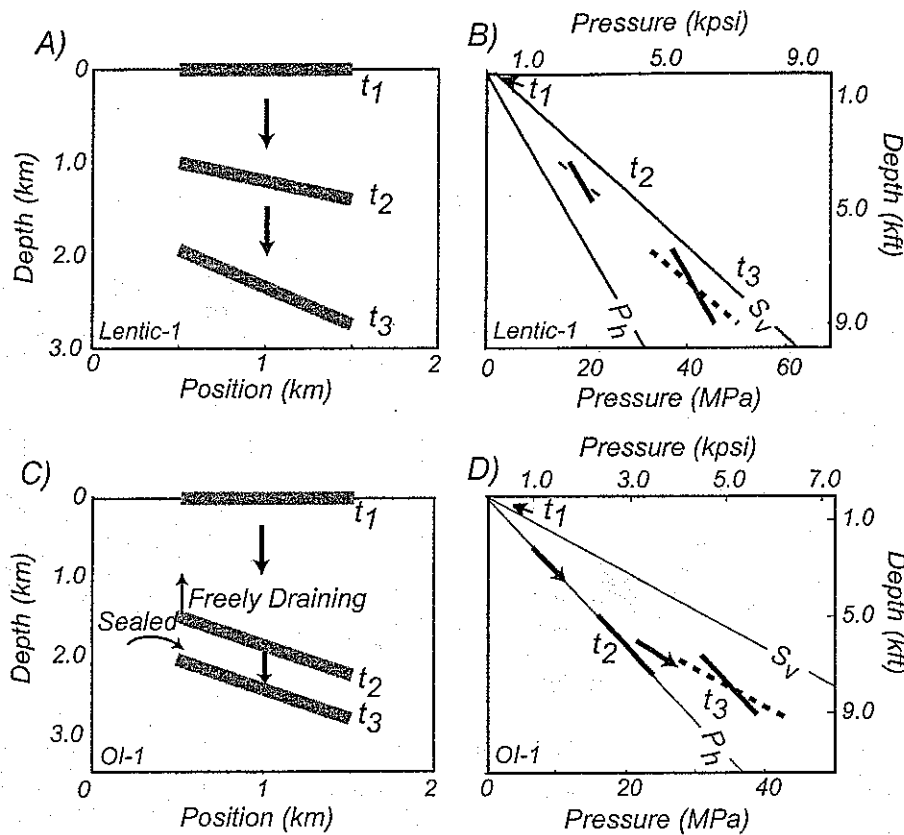 A)
0
t1
1.0
t2
Depth (km)
2.0
t3
Lentic-1
3.0
0
1
2
Position (km)
B)
Pressure (kpsi)
1.0
5.0
9.0
t1
1.0
t2
5.0
Depth (kft)
t3
Sv
9.0
Ph
Lentic-1
0
20
40
60
Pressure (MPa)
C)
0
t1
1.0
Freely Draining
Sealed
Depth (km)
2.0
t2
t3
3.0
Ol-1
0
1
2
Position (km)
D)
Pressure (kpsi)
1.0
3.0
5.0
7.0
t1
1.0
5.0
Depth (kft)
t2
Sv
t3
9.0
Ph
Ol-1
0
20
40
Pressure (MPa)